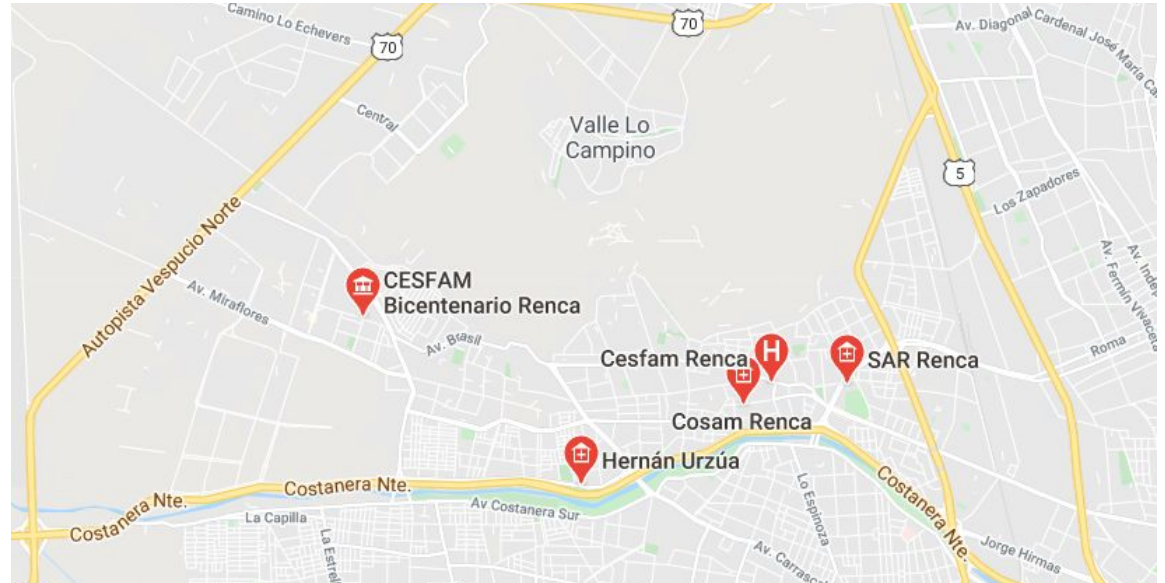 Camino Lo Echevers
70
70
Av. Diagonal Cardenal José María Ca
Central
Valle Lo
Campino
5
Los Zapadores
Autopista Vespucio Norte
Av. Miraflores
CESFAM
Bicentenario Renca
Av. Brasil
Av. Fermín Vivaceta
Av. Indep
Roma
Cesfam Renca
H
SAR Renca
Cosam Renca
Hernán Urzúa
Costanera Nte.
Costanera Nte.
Costanera Nte.
La Capilla
Av Costanera Sur
La Estrel
Lo Espinoza
Av. Carrasca
Jorge Hirmas